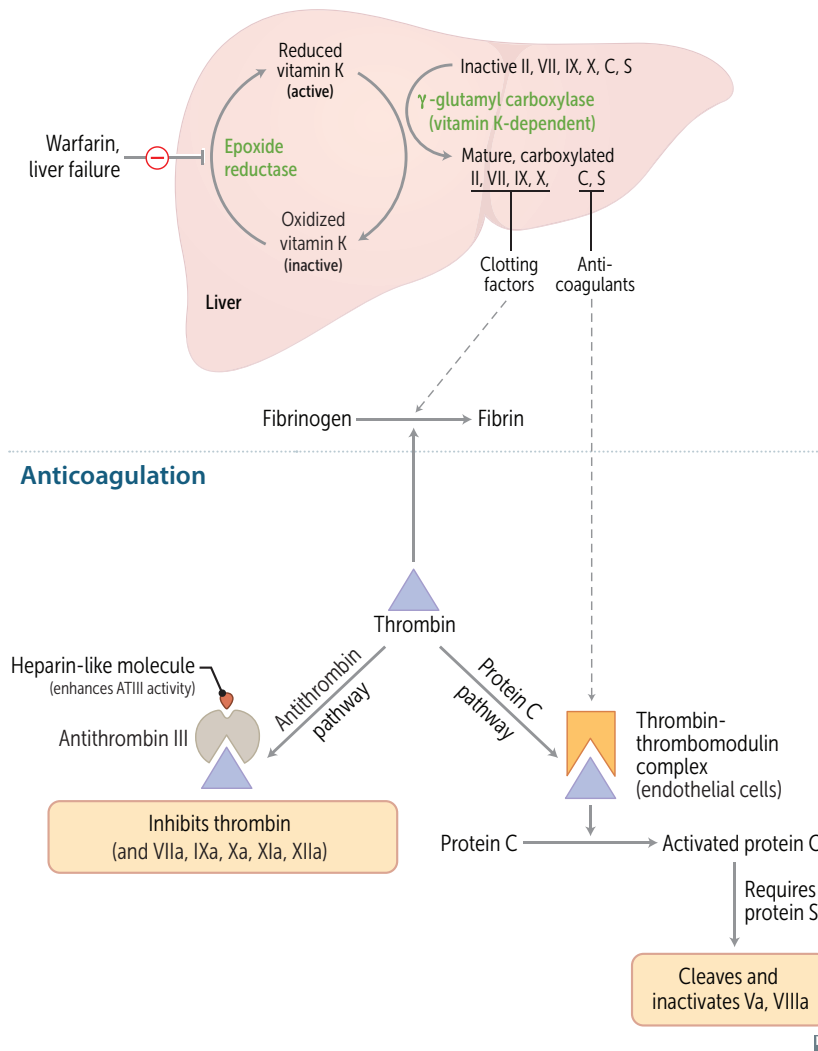 Reduced
vitamin K
(active)
Inactive II, VII, IX, X, C, S
γ-glutamyl carboxylase
(vitamin K-dependent)
Warfarin,
liver failure
−
Epoxide
reductase
Mature, carboxylated
II, VII, IX, X,
C, S
Oxidized
vitamin K
(inactive)
Liver
Clotting
factors
Anti-
coagulants
Fibrinogen
Fibrin
Anticoagulation
Thrombin
Heparin-like molecule
(enhances ATIII activity)
Antithrombin
pathway
Protein C
pathway
Antithrombin III
Thrombin-
thrombomodulin
complex
(endothelial cells)
Inhibits thrombin
(and VIIa, IXa, Xa, XIa, XIIa)
Protein C
Activated protein C
Requires
protein S
Cleaves and
inactivates Va, VIIIa